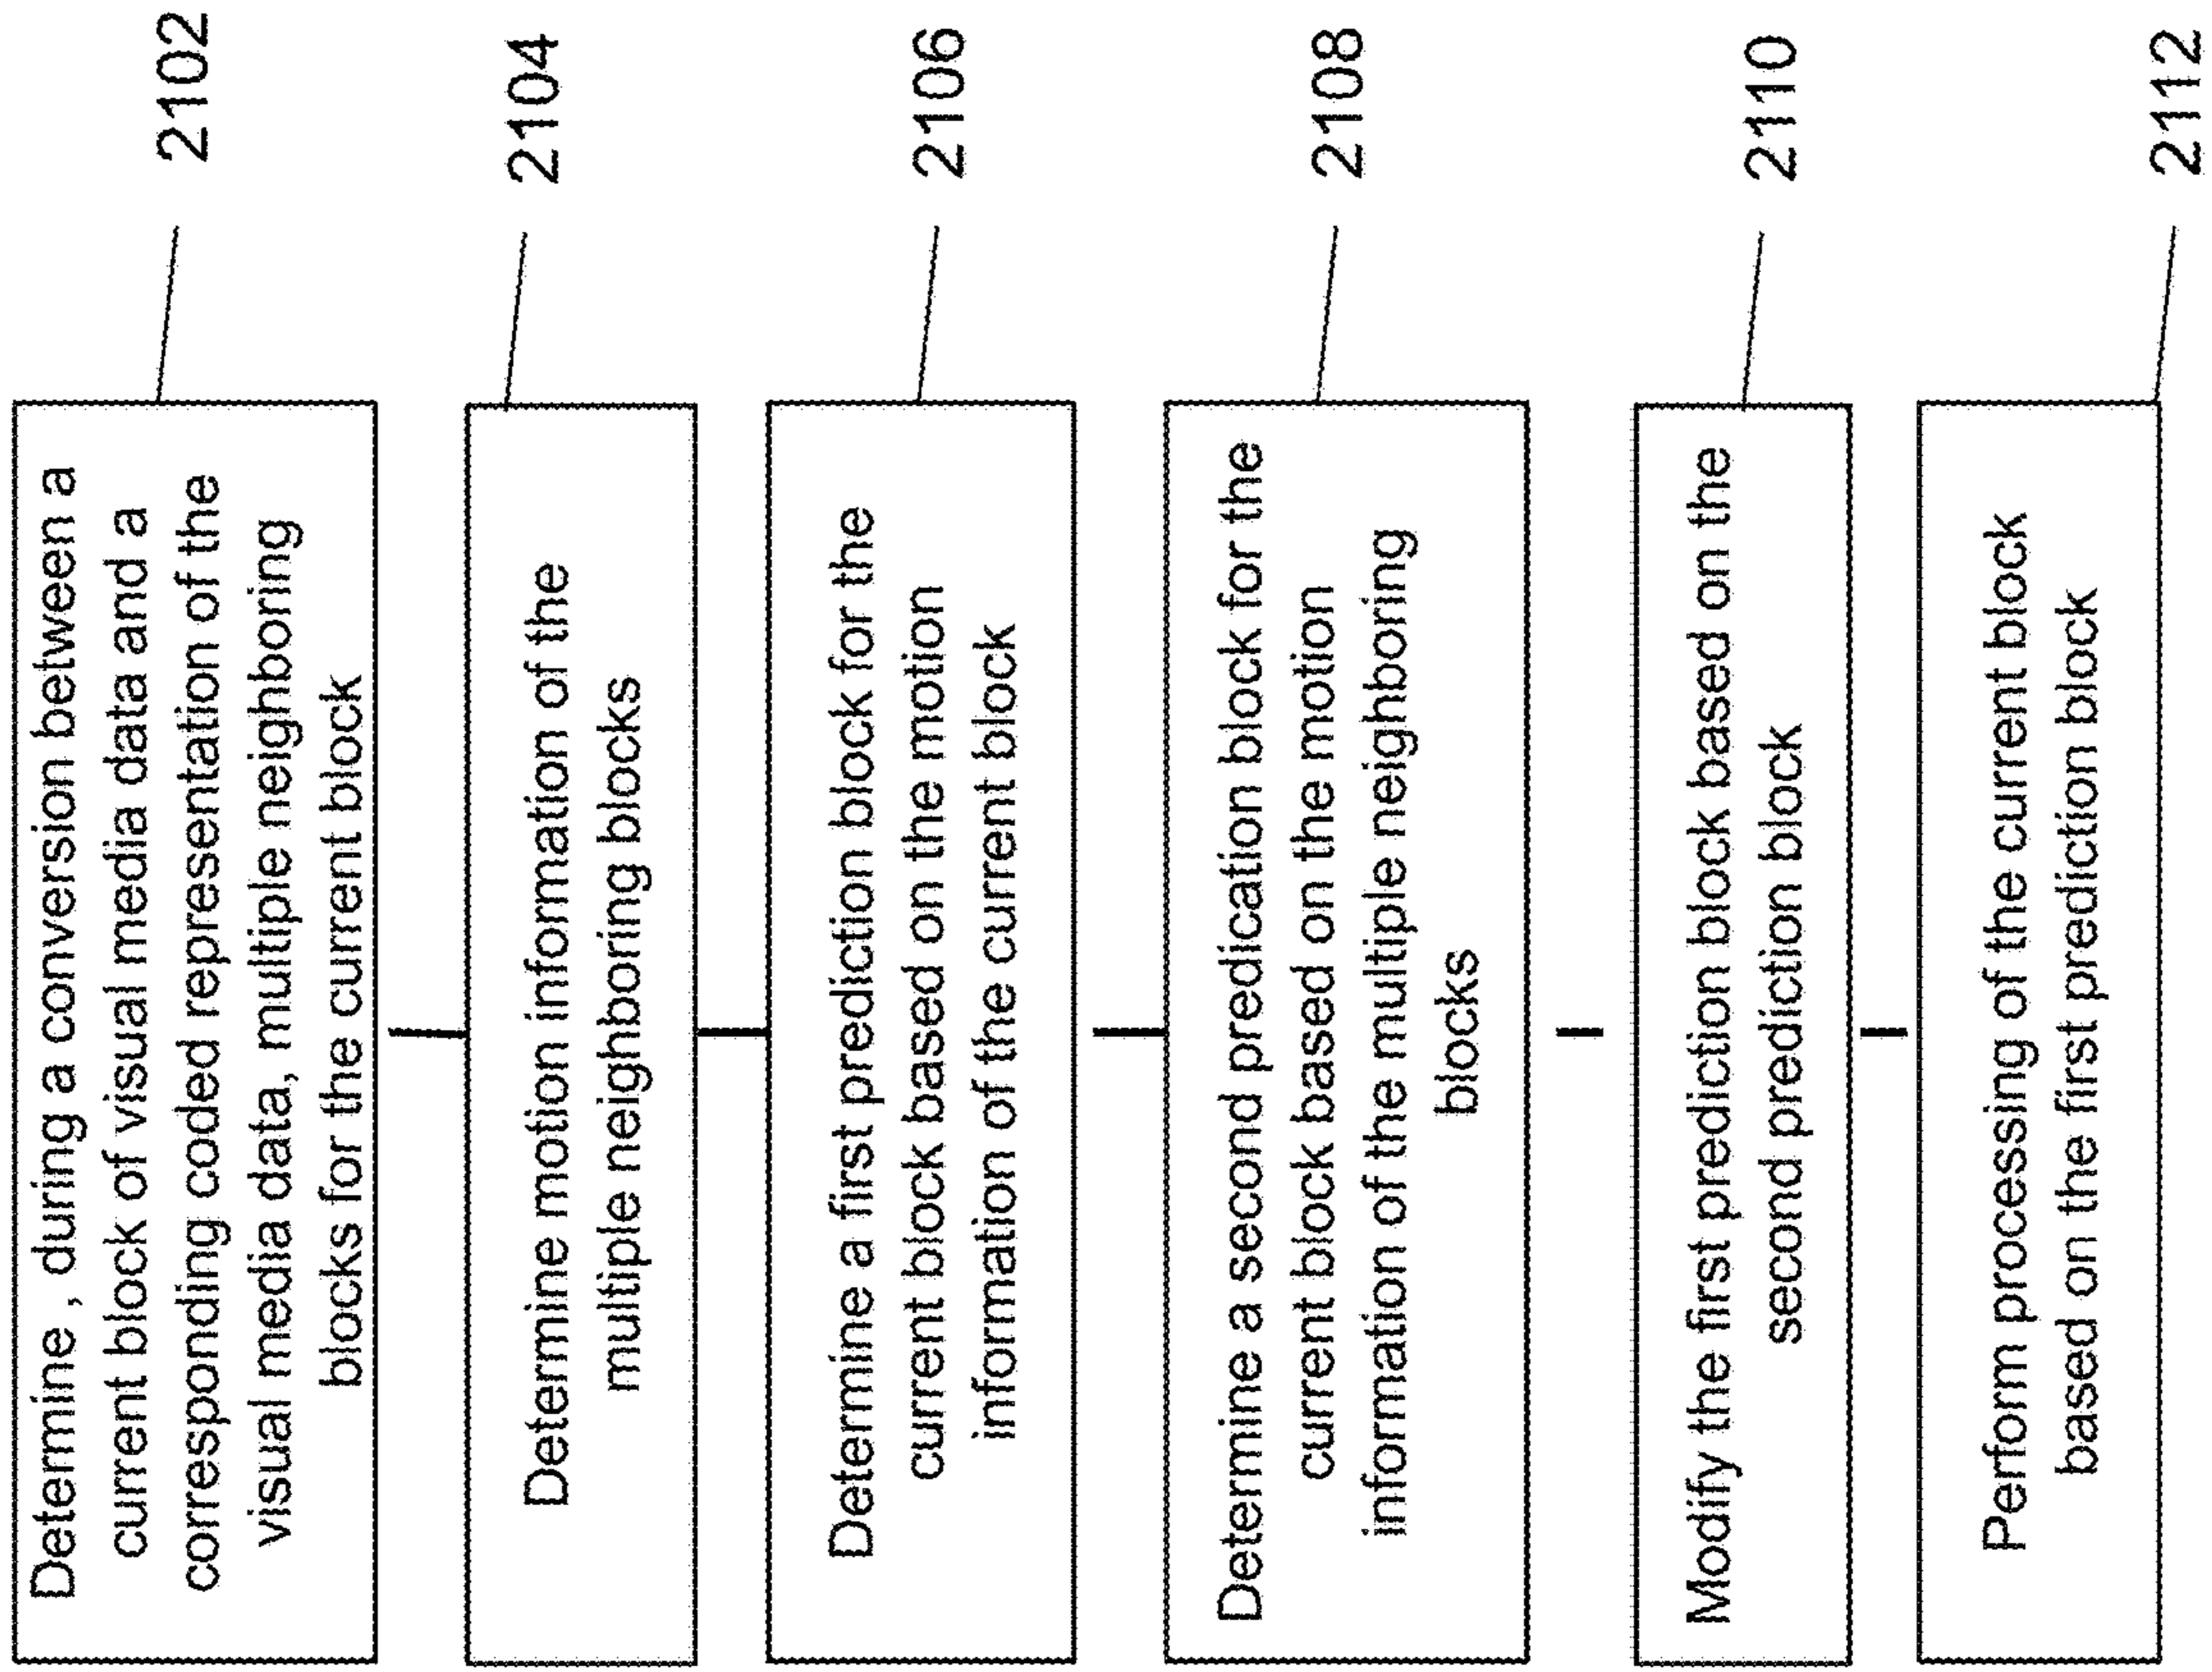 Determine , during a conversion between a
current block of visual media data and a
corresponding coded representation of the
visual media data, multiple neighboring
blocks for the current block
2102
Determine motion information of the
multiple neighboring blocks
2104
Determine a first prediction block for the
current block based on the motion
information of the current block
2106
Determine a second predication block for the
current block based on the motion
information of the multiple neighboring
blocks
2108
Modify the first prediction block based on the
second prediction block
2110
Perform processing of the current block
based on the first prediction block
2112